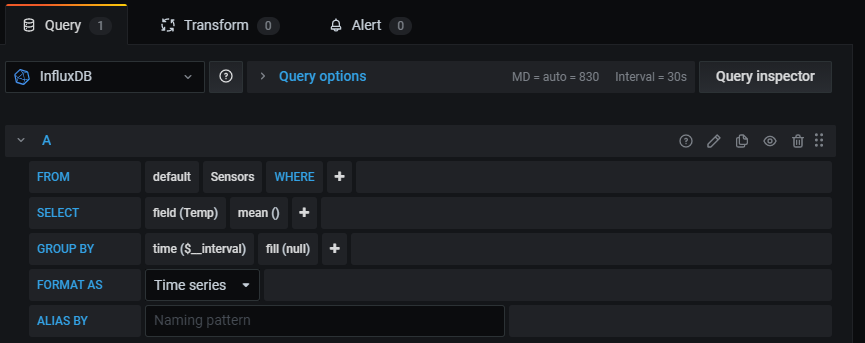 Query 1 Transform 0 Alert 0
InfluxDB Query options MD = auto = 830 Interval = 30s Query inspector
A
FROM default Sensors WHERE +
SELECT field (Temp) mean () +
GROUP BY time ($__interval) fill (null) +
FORMAT AS Time series
ALIAS BY Naming pattern